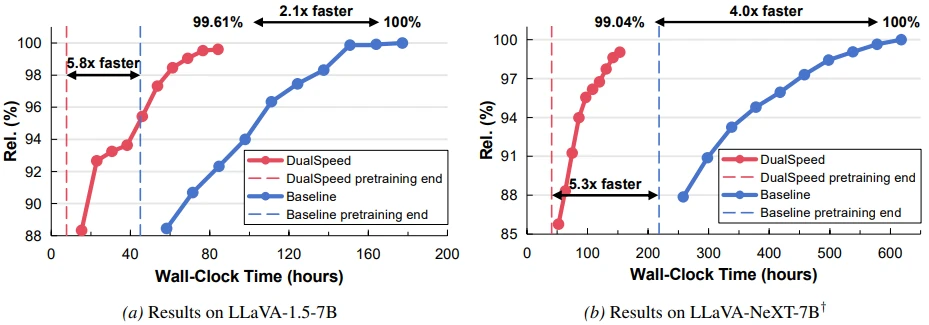 99.61%
2.1x faster
100%
5.8x faster
100
98
96
94
92
90
88
Rel. (%)
DualSpeed
DualSpeed pretraining end
Baseline
Baseline pretraining end
0 40 80 120 160 200
Wall-Clock Time (hours)
(a) Results on LLaVA-1.5-7B
99.04%
4.0x faster
100%
5.3x faster
100
97
94
91
88
85
Rel. (%)
DualSpeed
DualSpeed pretraining end
Baseline
Baseline pretraining end
0 100 200 300 400 500 600
Wall-Clock Time (hours)
(b) Results on LLaVA-NeXT-7B†